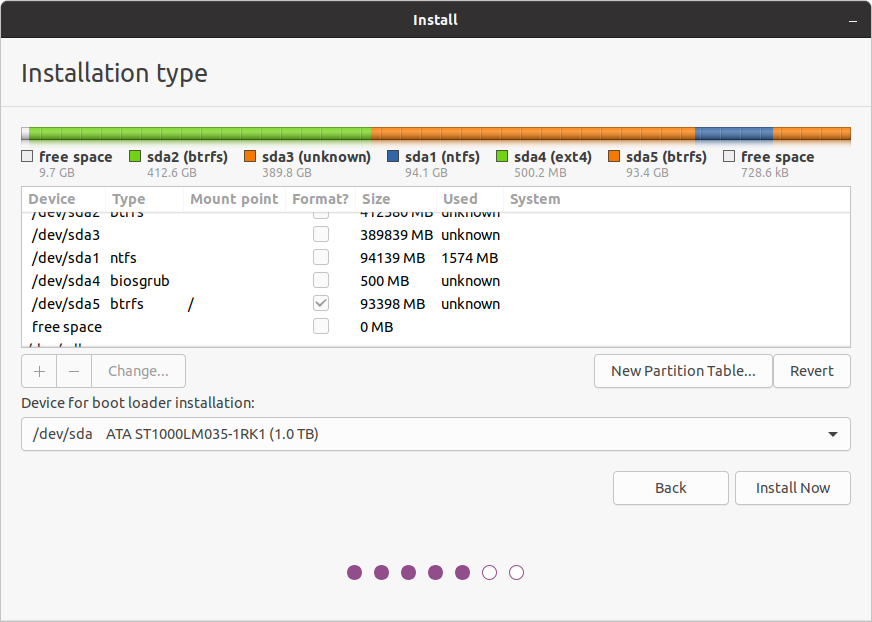 Install
Installation type
free space sda2 (btrfs) sda3 (unknown) sda1 (ntfs) sda4 (ext4) sda5 (btrfs) free space
9.7 GB 412.6 GB 389.8 GB 94.1 GB 500.2 MB 93.4 GB 728.6 kB
Device Type Mount point Format? Size Used System
/dev/sda2 btrfs 412580 MB unknown
/dev/sda3 389839 MB unknown
/dev/sda1 ntfs 94139 MB 1574 MB
/dev/sda4 biosgrub 500 MB unknown
/dev/sda5 btrfs / 93398 MB unknown
free space 0 MB
+ − Change... New Partition Table... Revert
Device for boot loader installation:
/dev/sda ATA ST1000LM035-1RK1 (1.0 TB)
Back Install Now